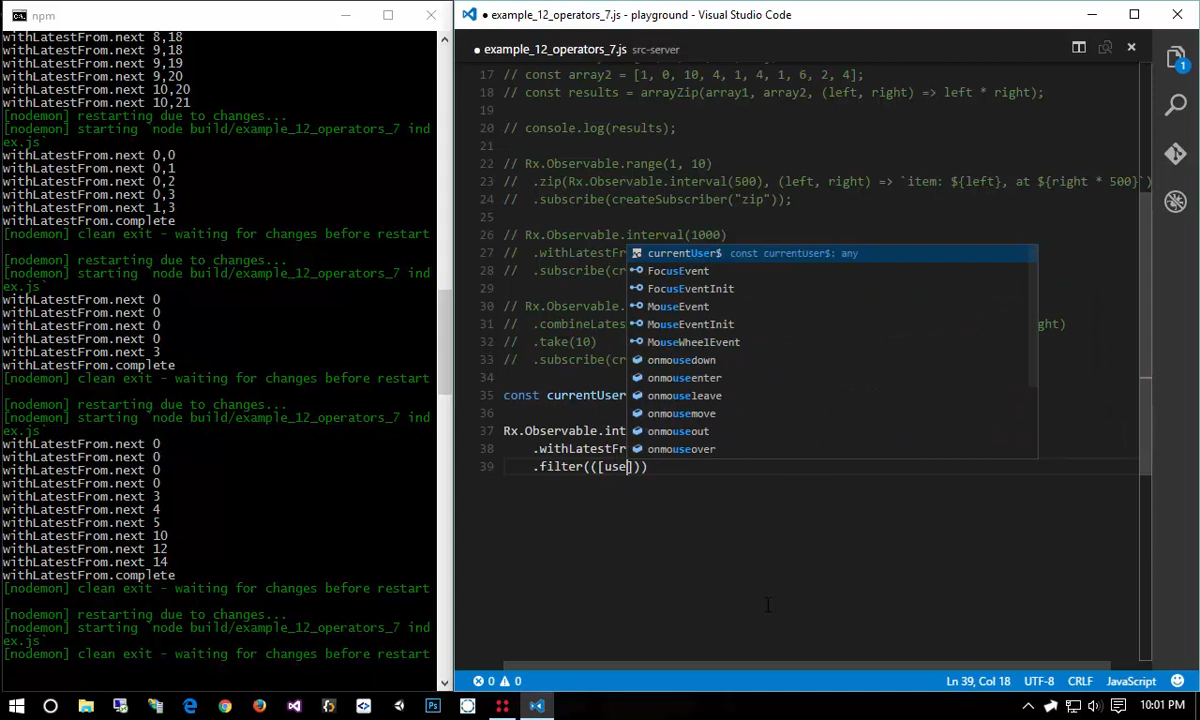 npm
withLatestFrom.next 8,18
withLatestFrom.next 9,18
withLatestFrom.next 9,19
withLatestFrom.next 9,20
withLatestFrom.next 10,20
withLatestFrom.next 10,21
[nodemon] restarting due to changes...
[nodemon] starting `node build/example_12_operators_7 ind
ex.js`
withLatestFrom.next 0,0
withLatestFrom.next 0,1
withLatestFrom.next 0,2
withLatestFrom.next 0,3
withLatestFrom.next 1,3
withLatestFrom.complete
[nodemon] clean exit - waiting for changes before restart
[nodemon] restarting due to changes...
[nodemon] starting `node build/example_12_operators_7 ind
ex.js`
withLatestFrom.next 0
withLatestFrom.next 0
withLatestFrom.next 0
withLatestFrom.next 0
withLatestFrom.next 3
withLatestFrom.complete
[nodemon] clean exit - waiting for changes before restart
[nodemon] restarting due to changes...
[nodemon] starting `node build/example_12_operators_7 ind
ex.js`
withLatestFrom.next 0
withLatestFrom.next 0
withLatestFrom.next 0
withLatestFrom.next 0
withLatestFrom.next 3
withLatestFrom.next 4
withLatestFrom.next 5
withLatestFrom.next 10
withLatestFrom.next 12
withLatestFrom.next 14
withLatestFrom.complete
[nodemon] clean exit - waiting for changes before restart
[nodemon] restarting due to changes...
[nodemon] starting `node build/example_12_operators_7 ind
ex.js`
[nodemon] clean exit - waiting for changes before restart
● example_12_operators_7.js - playground - Visual Studio Code
● example_12_operators_7.js src-server
17 // const array2 = [1, 0, 10, 4, 1, 4, 1, 6, 2, 4];
18 // const results = arrayZip(array1, array2, (left, right) => left * right);
19
20 // console.log(results);
21
22 // Rx.Observable.range(1, 10)
23 // .zip(Rx.Observable.interval(500), (left, right) => `item: ${left}, at ${right * 500}`)
24 // .subscribe(createSubscriber("zip"));
25
26 // Rx.Observable.interval(1000)
27 // .withLatestFr
28 // .subscribe(cr
29
30 // Rx.Observable.
31 // .combineLates ght)
32 // .take(10)
33 // .subscribe(cr
34
35 const currentUser
36
37 Rx.Observable.int
38 .withLatestFr
39 .filter(([use]))
currentUser$ const currentUser$: any
FocusEvent
FocusEventInit
MouseEvent
MouseEventInit
MouseWheelEvent
onmousedown
onmouseenter
onmouseleave
onmousemove
onmouseout
onmouseover
1
0 0 Ln 39, Col 18 UTF-8 CRLF JavaScript
Ps
10:01 PM